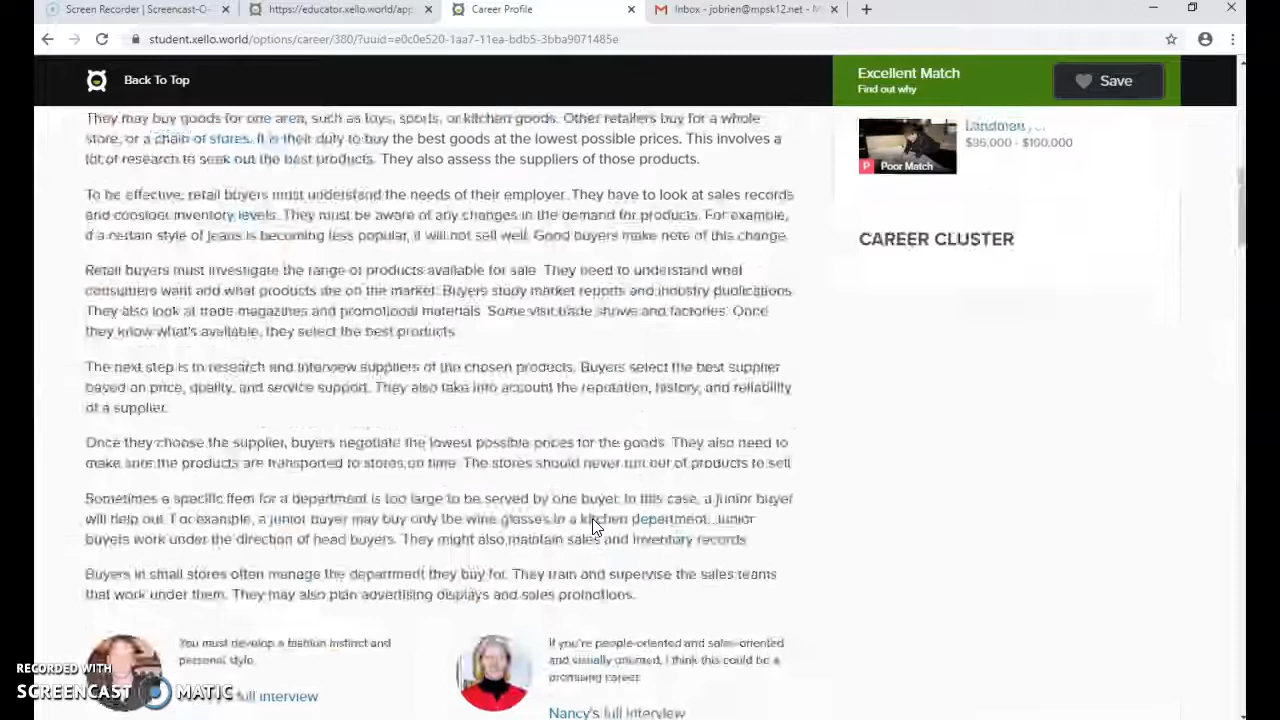 Screen Recorder | Screencast-O-
https://educator.xello.world/app
Career Profile
Inbox - jobrien@mpsk12.net - M
student.xello.world/options/career/380/?uuid=e0c0e520-1aa7-11ea-bdb5-3bba9071485e
Back To Top
Excellent Match
Find out why
Save
They may buy goods for one area, such as toys, sports, or kitchen goods. Other retailers buy for a whole
store, or a chain of stores. It is their duty to buy the best goods at the lowest possible prices. This involves a
lot of research to seek out the best products. They also assess the suppliers of those products.
To be effective, retail buyers must understand the needs of their employer. They have to look at sales records
and consider inventory levels. They must be aware of any changes in the demand for products. For example,
if a certain style of jeans is becoming less popular, it will not sell well. Good buyers make note of this change.
Retail buyers must investigate the range of products available for sale. They need to understand what
consumers want and what products are on the market. Buyers study market reports and industry publications.
They also look at trade magazines and promotional materials. Some visit trade shows and factories. Once
they know what's available, they select the best products.
The next step is to research and interview suppliers of the chosen products. Buyers select the best supplier
based on price, quality, and service support. They also take into account the reputation, history, and reliability
of a supplier.
Once they choose the supplier, buyers negotiate the lowest possible prices for the goods. They also need to
make sure the products are transported to stores on time. The stores should never run out of products to sell.
Sometimes a specific item for a department is too large to be served by one buyer. In this case, a junior buyer
will help out. For example, a junior buyer may buy only the wine glasses in a kitchen department. Junior
buyers work under the direction of head buyers. They might also maintain sales and inventory records.
Buyers in small stores often manage the department they buy for. They train and supervise the sales teams
that work under them. They may also plan advertising displays and sales promotions.
You must develop a fashion instinct and
personal style.
full interview
If you're people-oriented and sales-oriented
and visually attuned, I think this could be a
promising career.
Nancy's full interview
Landman
$36,000 - $160,000
P Poor Match
CAREER CLUSTER
RECORDED WITH
SCREENCAST MATIC